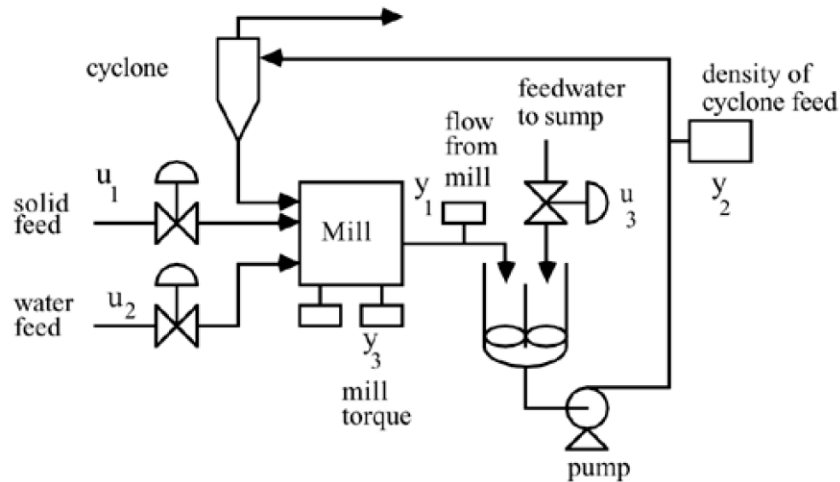 cyclone
feedwater
to sump
density of
cyclone feed
flow
from
mill
u1
y1
u3
y2
solid
feed
Mill
water
feed
u2
y3
mill
torque
pump